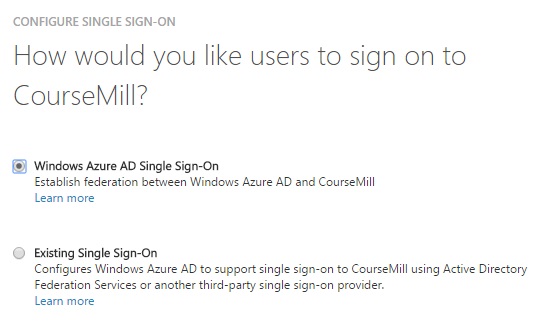 CONFIGURE SINGLE SIGN-ON
How would you like users to sign on to
CourseMill?
Windows Azure AD Single Sign-On
Establish federation between Windows Azure AD and CourseMill
Learn more
Existing Single Sign-On
Configures Windows Azure AD to support single sign-on to CourseMill using Active Directory
Federation Services or another third-party single sign-on provider.
Learn more